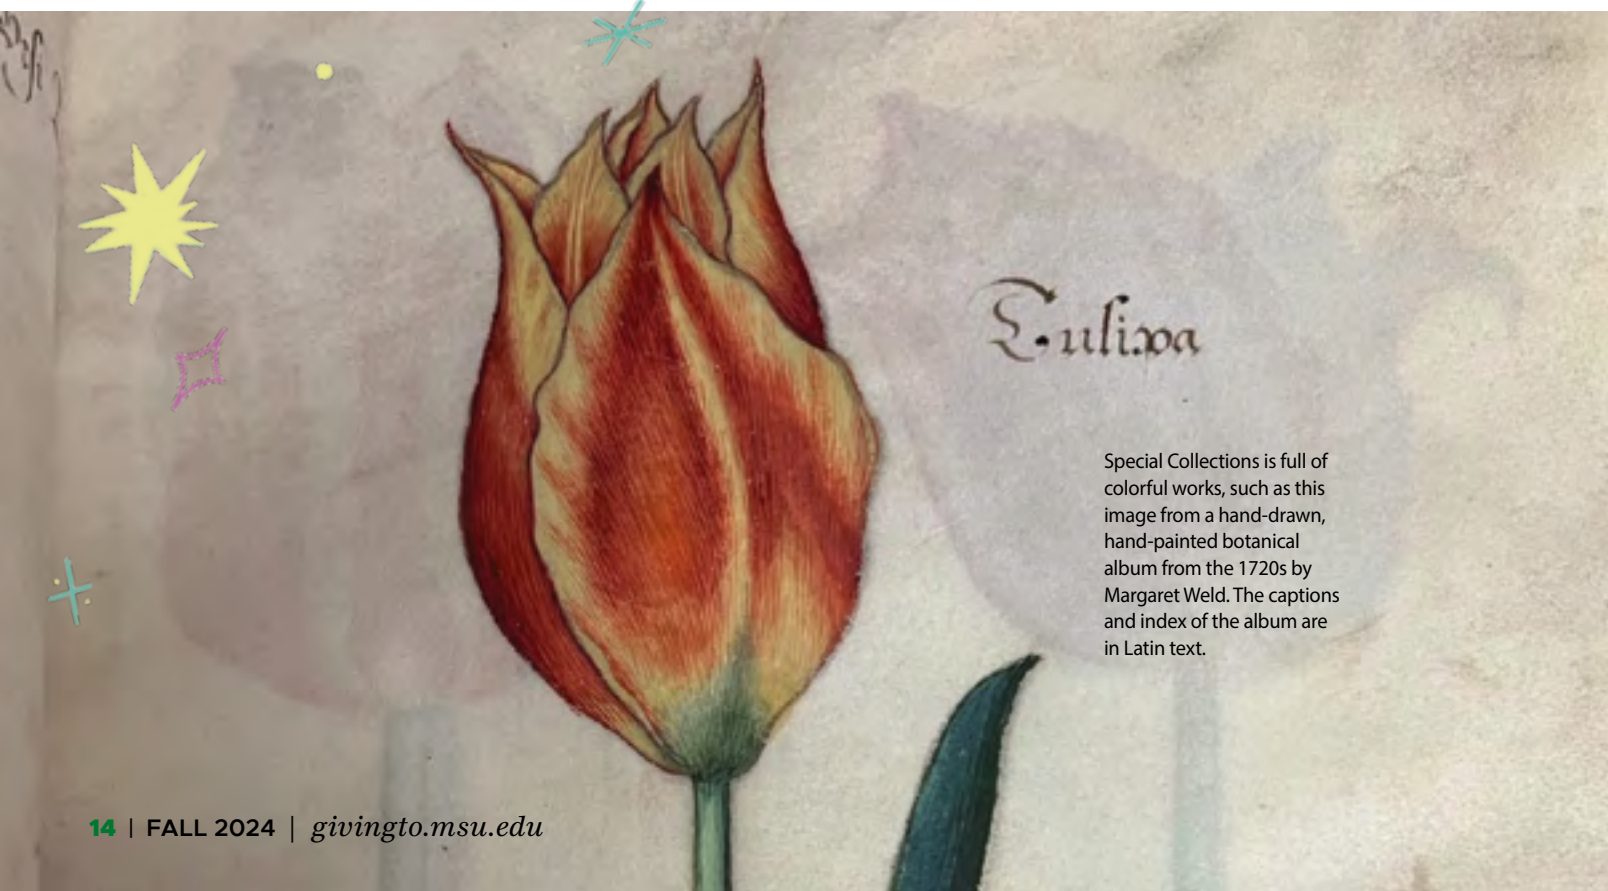 Tulipa
Special Collections is full of
colorful works, such as this
image from a hand-drawn,
hand-painted botanical
album from the 1720s by
Margaret Weld. The captions
and index of the album are
in Latin text.
14 | FALL 2024 | givingto.msu.edu